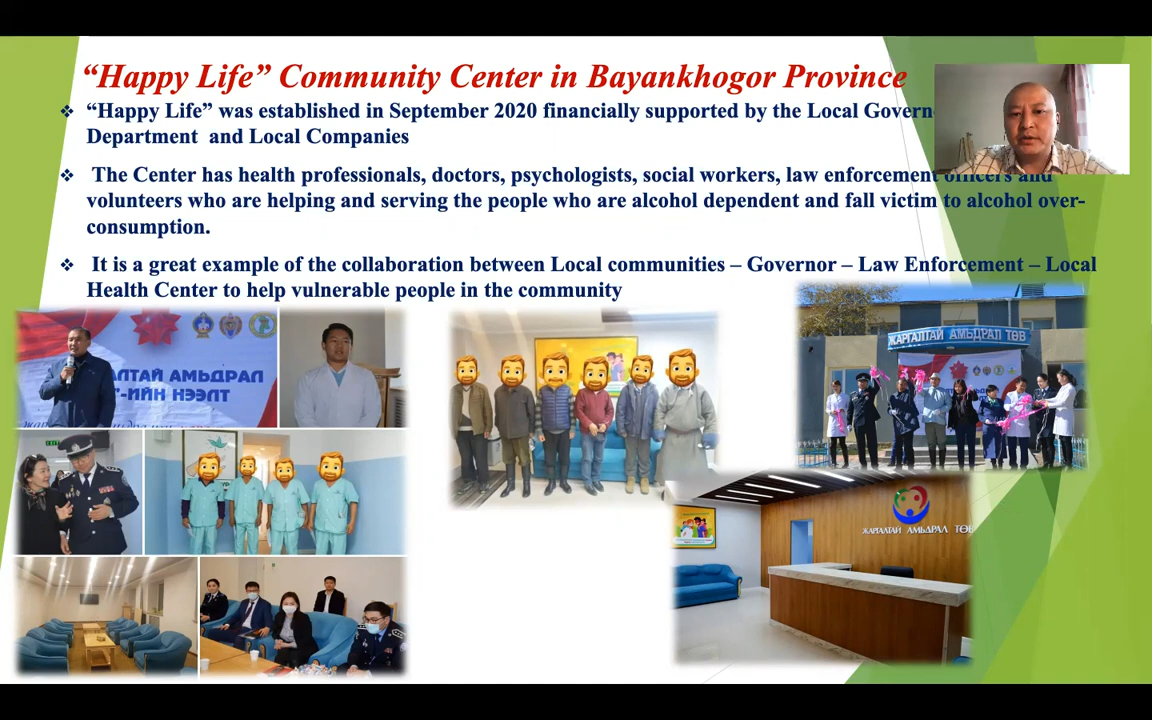 “Happy Life” Community Center in Bayankhogor Province
❖ “Happy Life” was established in September 2020 financially supported by the Local Govern
Department and Local Companies
❖ The Center has health professionals, doctors, psychologists, social workers, law enforcement officers and
volunteers who are helping and serving the people who are alcohol dependent and fall victim to alcohol over-
consumption.
❖ It is a great example of the collaboration between Local communities – Governor – Law Enforcement – Local
Health Center to help vulnerable people in the community
АЛТАЙ АМЬДРАЛ
-ИЙН НЭЭЛТ
ЖАРГАЛТАЙ АМЬДРАЛ ТӨВ
ЖАРГАЛТАЙ АМЬДРАЛ ТӨВ